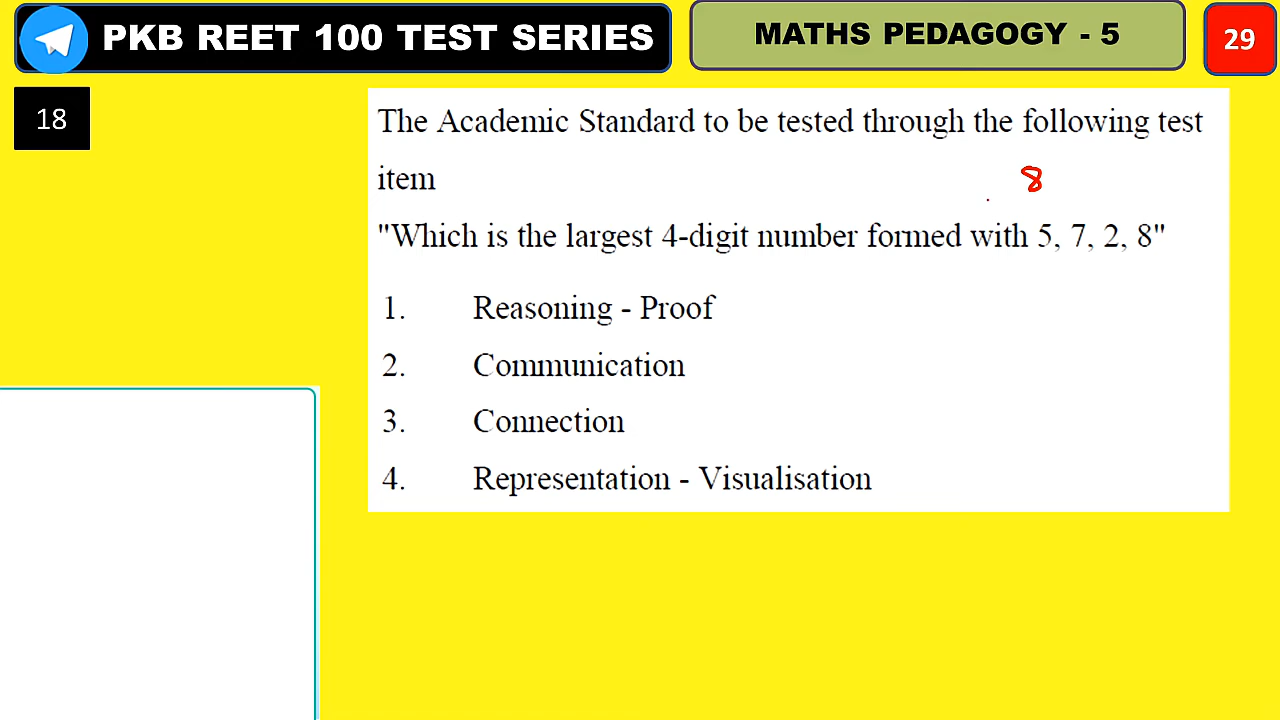 PKB REET 100 TEST SERIES
MATHS PEDAGOGY - 5
29
18
The Academic Standard to be tested through the following test
item
8
"Which is the largest 4-digit number formed with 5, 7, 2, 8"
1. Reasoning - Proof
2. Communication
3. Connection
4. Representation - Visualisation